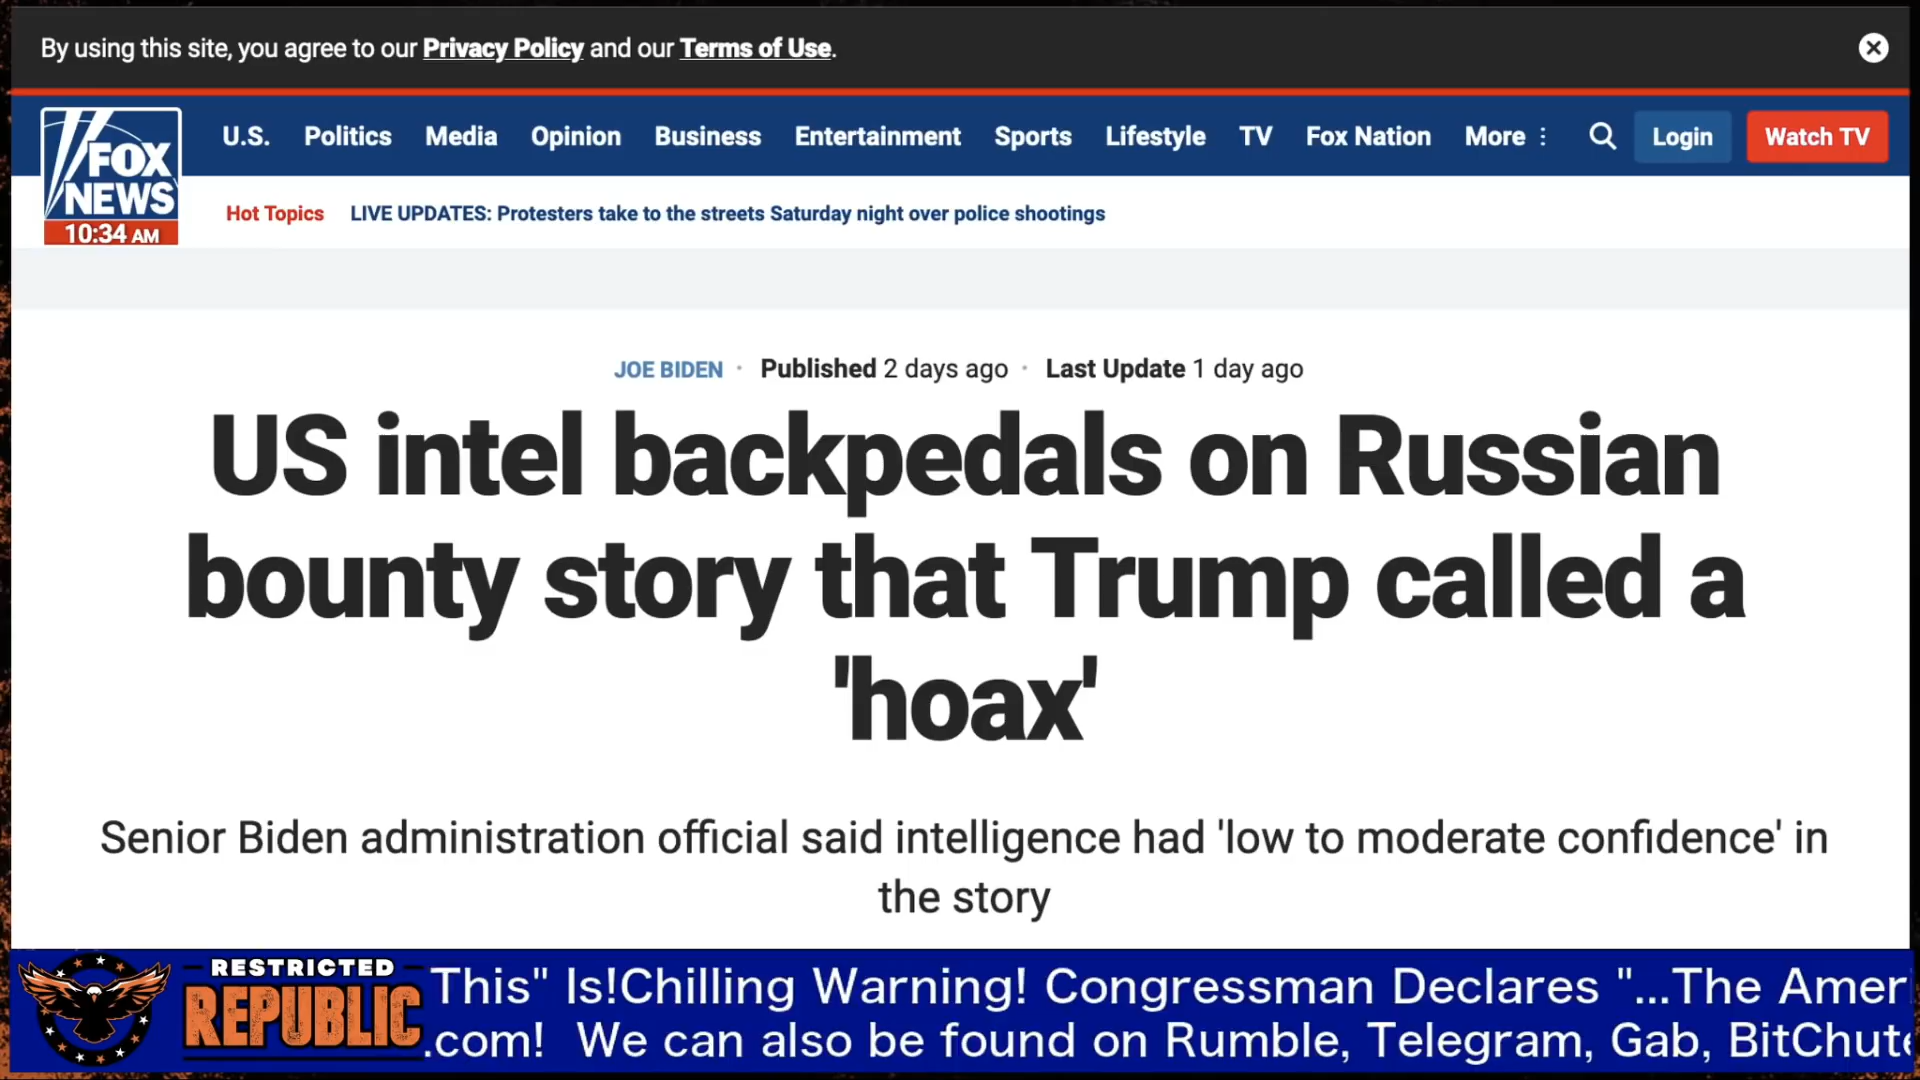 By using this site, you agree to our Privacy Policy and our Terms of Use.
FOX
NEWS
10:34 AM
U.S. Politics Media Opinion Business Entertainment Sports Lifestyle TV Fox Nation More Login Watch TV
Hot Topics LIVE UPDATES: Protesters take to the streets Saturday night over police shootings
JOE BIDEN · Published 2 days ago · Last Update 1 day ago
US intel backpedals on Russian
bounty story that Trump called a
'hoax'
Senior Biden administration official said intelligence had 'low to moderate confidence' in
the story
RESTRICTED
REPUBLIC
This" Is!Chilling Warning! Congressman Declares "...The Amer
.com! We can also be found on Rumble, Telegram, Gab, BitChute